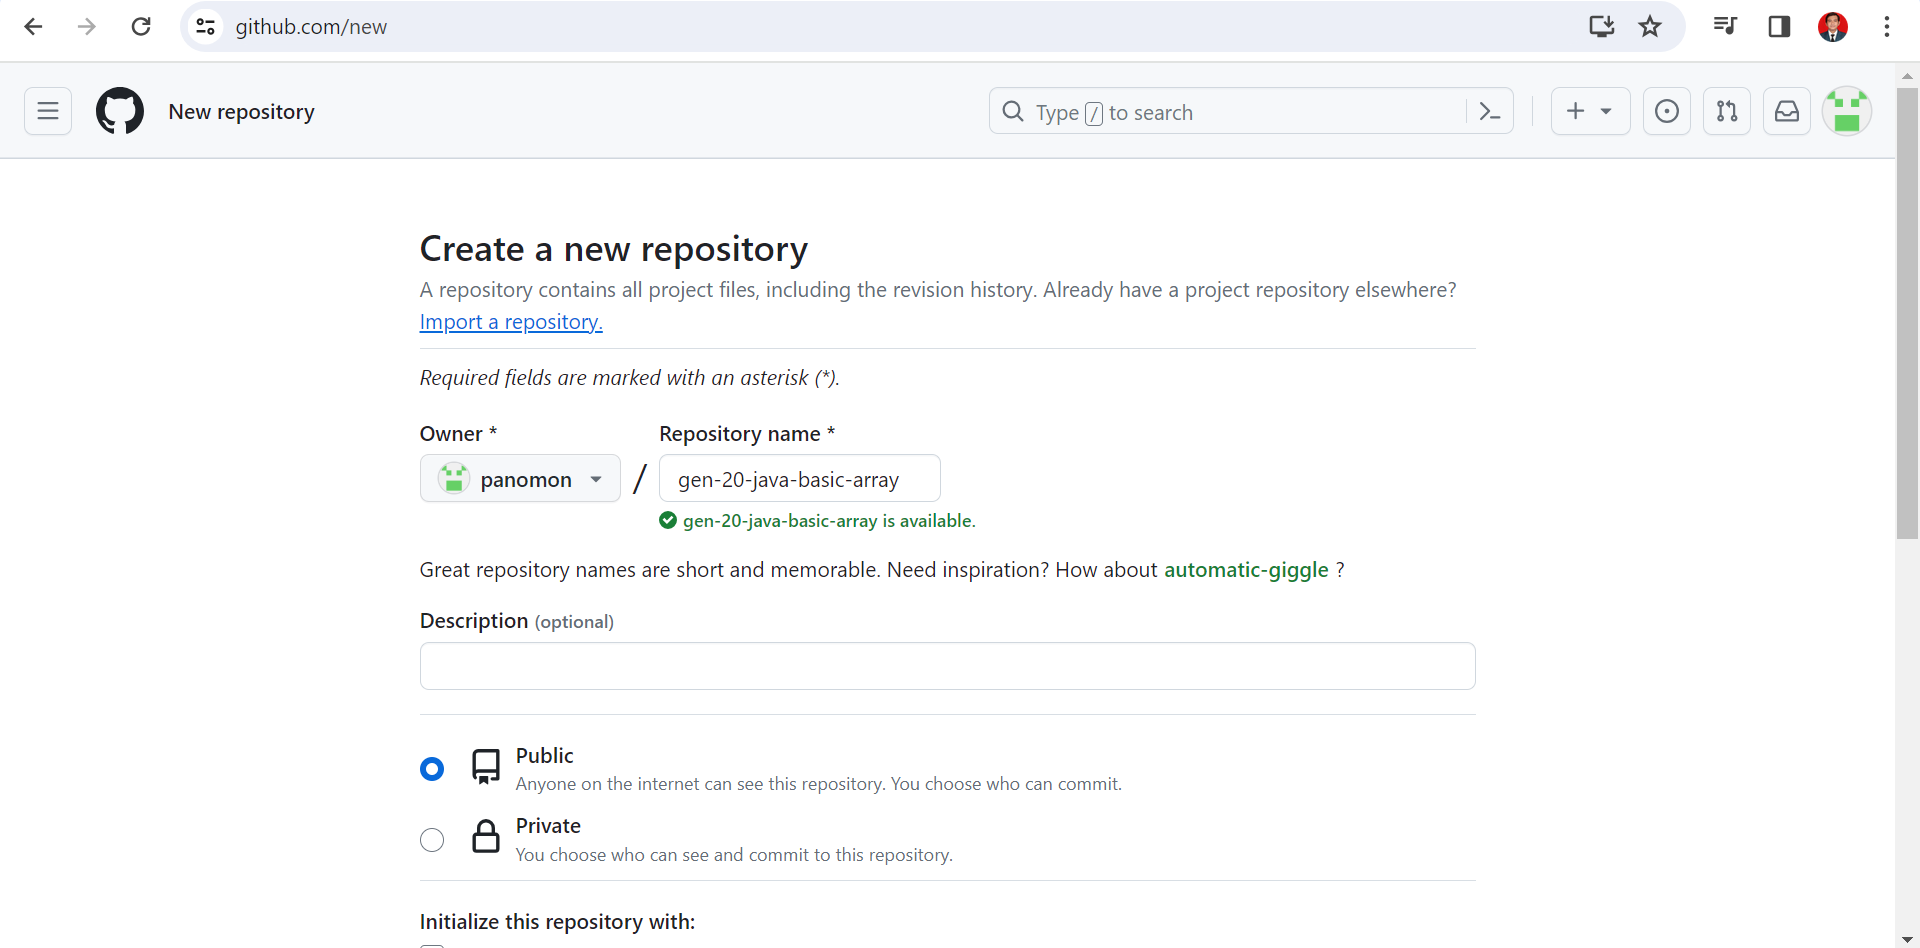 github.com/new
New repository
Type / to search
Create a new repository
A repository contains all project files, including the revision history. Already have a project repository elsewhere?
Import a repository.
Required fields are marked with an asterisk (*).
Owner * Repository name *
panomon / gen-20-java-basic-array
gen-20-java-basic-array is available.
Great repository names are short and memorable. Need inspiration? How about automatic-giggle ?
Description (optional)
Public
Anyone on the internet can see this repository. You choose who can commit.
Private
You choose who can see and commit to this repository.
Initialize this repository with: